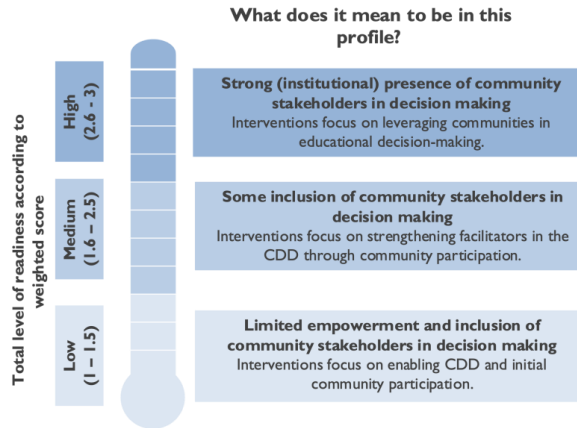 What does it mean to be in this
profile?
Total level of readiness according to
weighted score
High
(2.6 - 3)
Strong (institutional) presence of community
stakeholders in decision making
Interventions focus on leveraging communities in
educational decision-making.
Medium
(1.6 – 2.5)
Some inclusion of community stakeholders in
decision making
Interventions focus on strengthening facilitators in the
CDD through community participation.
Low
(1 – 1.5)
Limited empowerment and inclusion of
community stakeholders in decision making
Interventions focus on enabling CDD and initial
community participation.